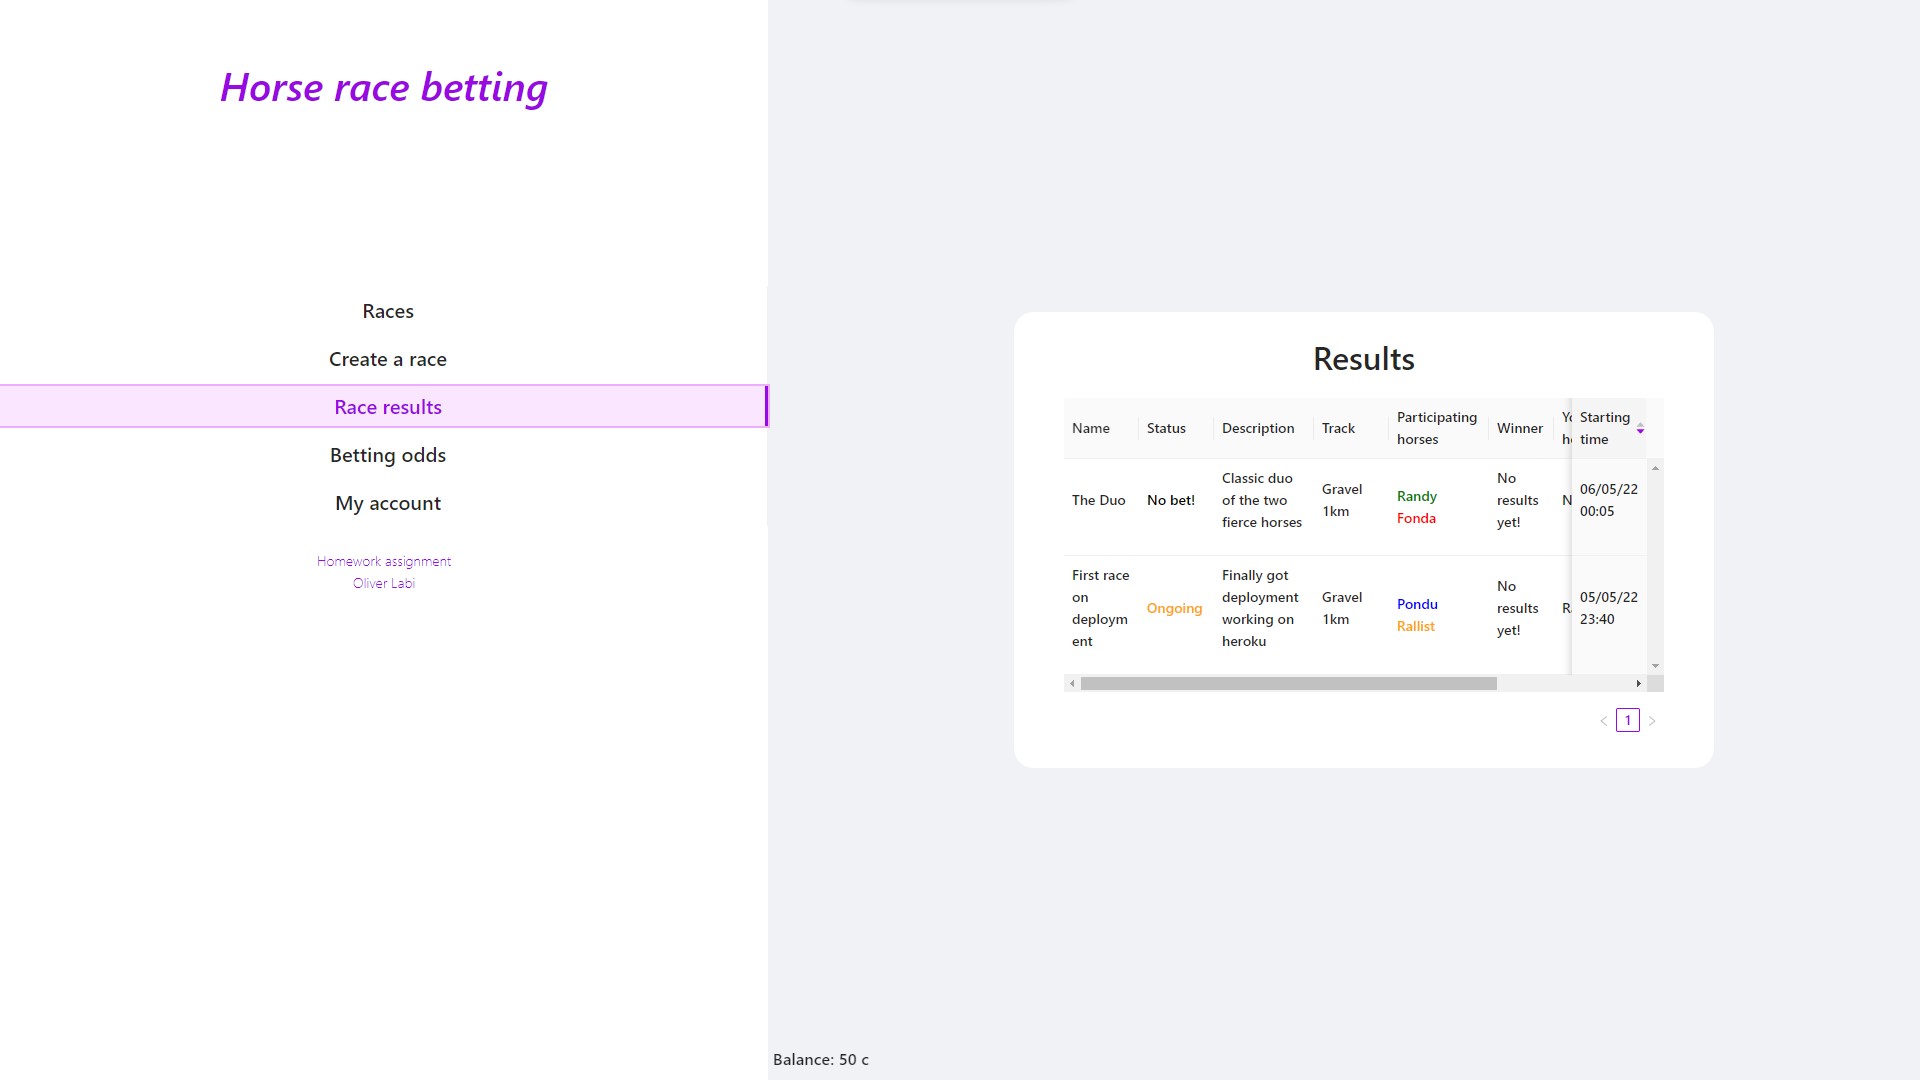 Horse race betting
Races
Create a race
Race results
Betting odds
My account
Homework assignment
Oliver Labi
Results
Name Status Description Track Participating horses Winner Starting time
The Duo No bet! Classic duo of the two fierce horses Gravel 1km Randy Fonda No results yet! 06/05/22 00:05
First race on deploym ent Ongoing Finally got deployment working on heroku Gravel 1km Pondu Rallist No results yet! 05/05/22 23:40
1
Balance: 50 c